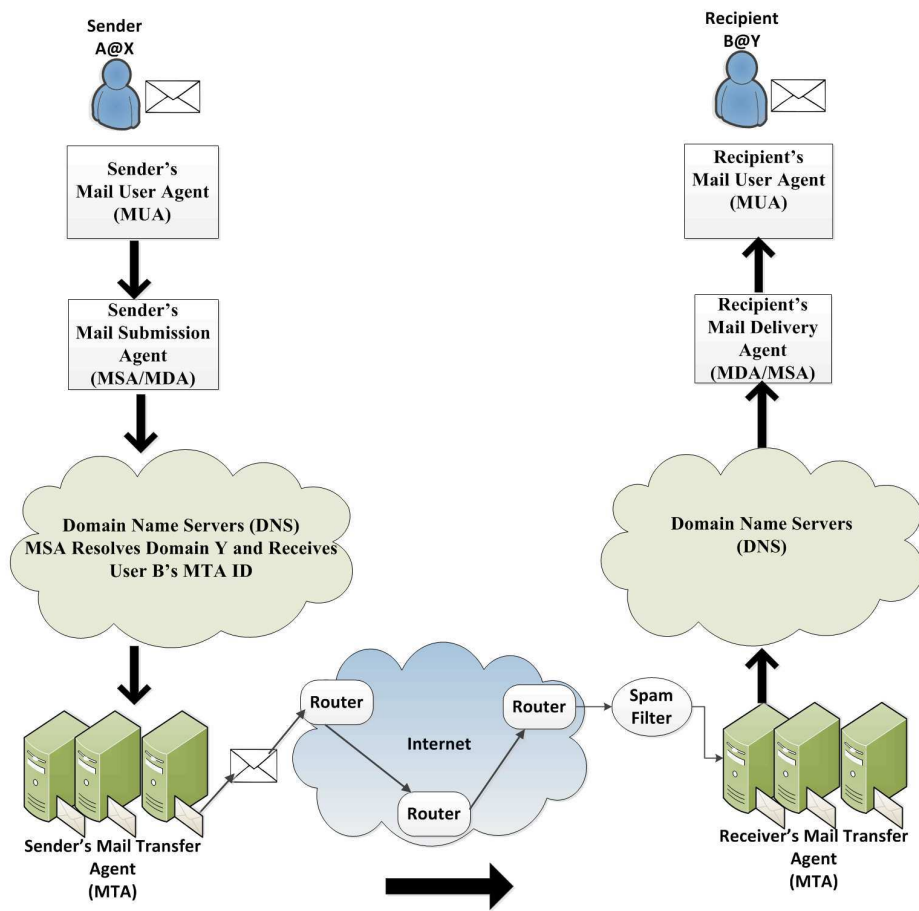 Sender
A@X
Sender's
Mail User Agent
(MUA)
Sender's
Mail Submission
Agent
(MSA/MDA)
Domain Name Servers (DNS)
MSA Resolves Domain Y and Receives
User B's MTA ID
Sender's Mail Transfer
Agent
(MTA)
Router
Internet
Router
Router
Spam
Filter
Recipient
B@Y
Recipient's
Mail User Agent
(MUA)
Recipient's
Mail Delivery
Agent
(MDA/MSA)
Domain Name Servers
(DNS)
Receiver's Mail Transfer
Agent
(MTA)